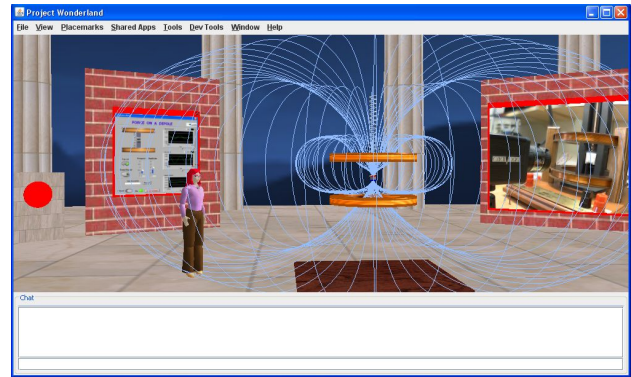 Project Wonderland
File View Placemarks Shared Apps Tools Dev Tools Window Help
FORCE ON A DIPOLE
Chat